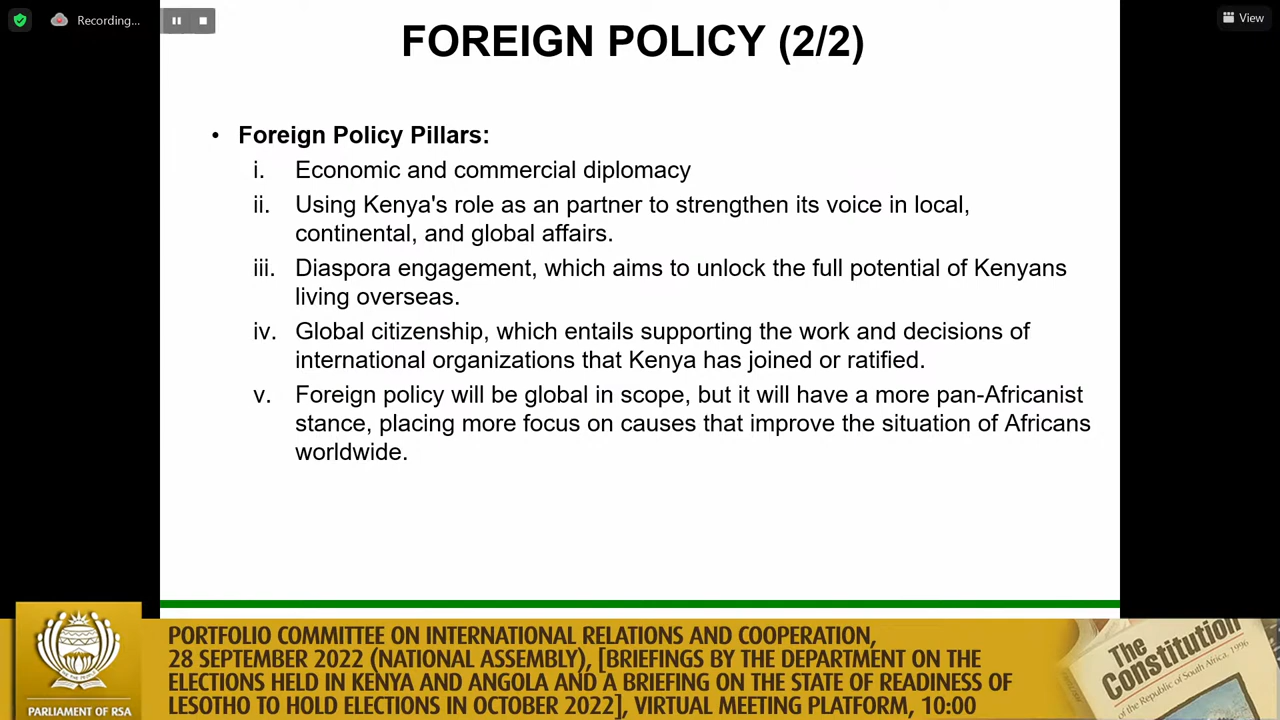 Recording...
View
FOREIGN POLICY (2/2)
• Foreign Policy Pillars:
i. Economic and commercial diplomacy
ii. Using Kenya's role as an partner to strengthen its voice in local,
continental, and global affairs.
iii. Diaspora engagement, which aims to unlock the full potential of Kenyans
living overseas.
iv. Global citizenship, which entails supporting the work and decisions of
international organizations that Kenya has joined or ratified.
v. Foreign policy will be global in scope, but it will have a more pan-Africanist
stance, placing more focus on causes that improve the situation of Africans
worldwide.
PORTFOLIO COMMITTEE ON INTERNATIONAL RELATIONS AND COOPERATION,
28 SEPTEMBER 2022 (NATIONAL ASSEMBLY), [BRIEFINGS BY THE DEPARTMENT ON THE
ELECTIONS HELD IN KENYA AND ANGOLA AND A BRIEFING ON THE STATE OF READINESS OF
LESOTHO TO HOLD ELECTIONS IN OCTOBER 2022], VIRTUAL MEETING PLATFORM, 10:00
PARLIAMENT OF RSA
The
Constitution
of the Republic of South Africa, 1996